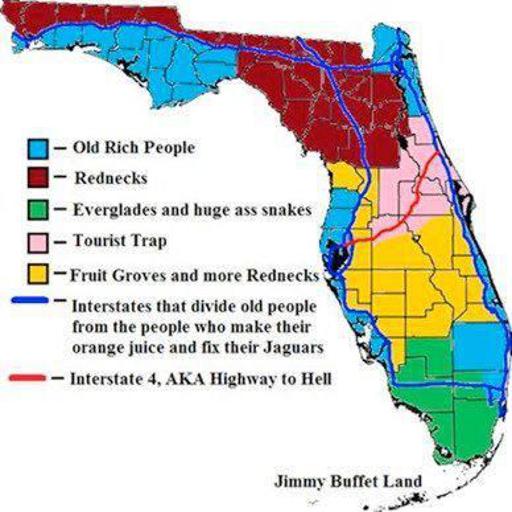 — Old Rich People
— Rednecks
— Everglades and huge ass snakes
— Tourist Trap
— Fruit Groves and more Rednecks
— Interstates that divide old people
from the people who make their
orange juice and fix their Jaguars
— Interstate 4, AKA Highway to Hell
Jimmy Buffet Land